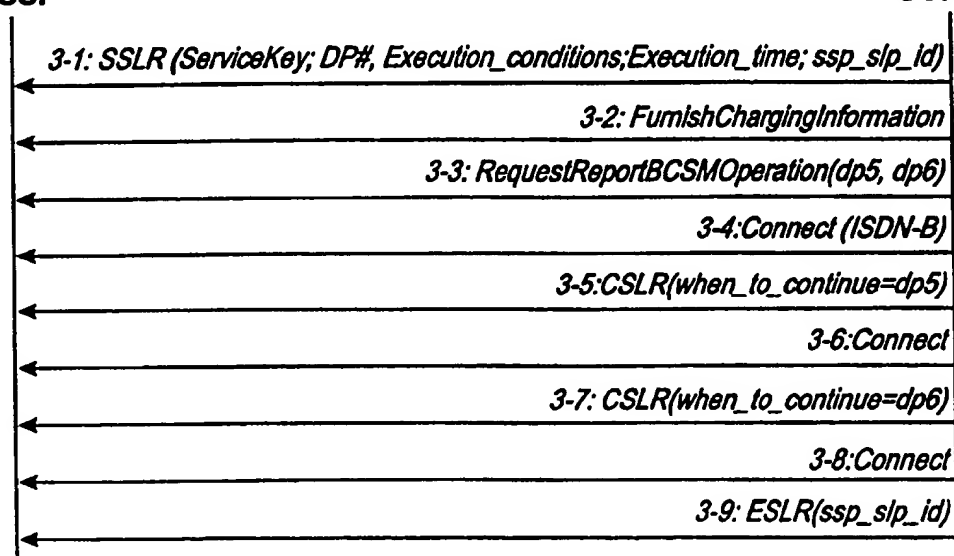 3-1: SSLR (ServiceKey; DP#, Execution_conditions;Execution_time; ssp_slp_id)
3-2: FurnishChargingInformation
3-3: RequestReportBCSMOperation(dp5, dp6)
3-4:Connect (ISDN-B)
3-5:CSLR(when_to_continue=dp5)
3-6:Connect
3-7: CSLR(when_to_continue=dp6)
3-8:Connect
3-9: ESLR(ssp_slp_id)